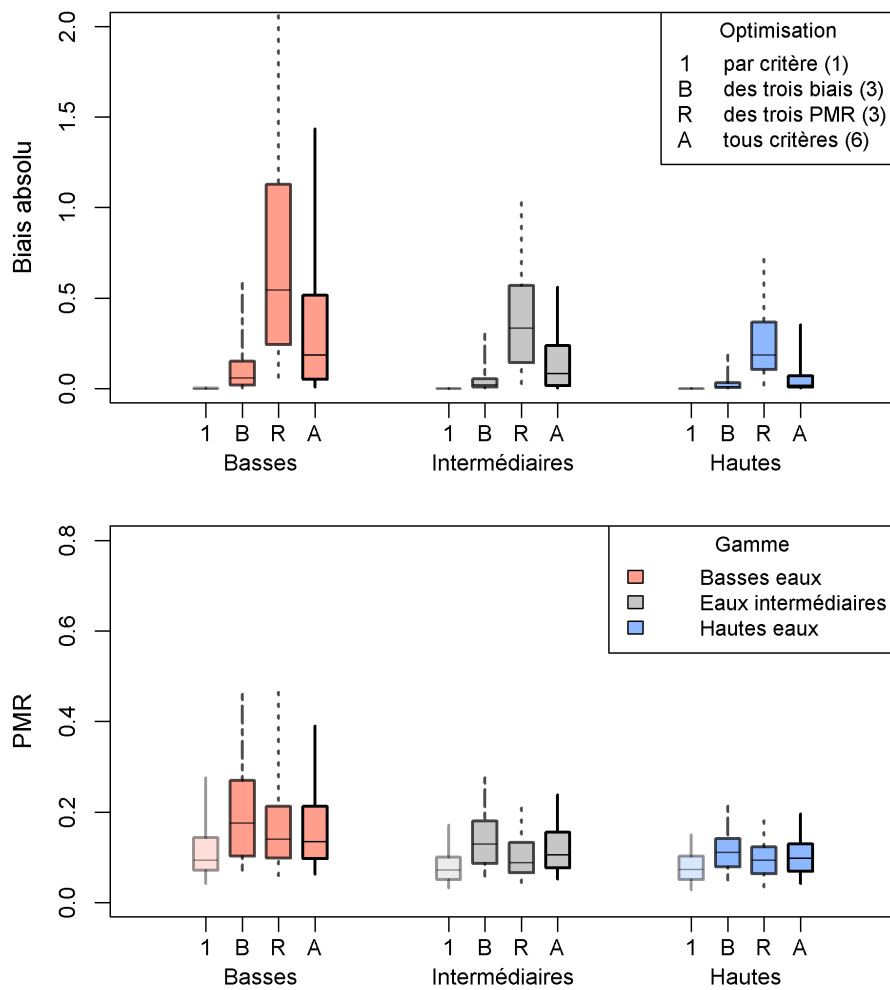 Optimisation
1 par critère (1)
B des trois biais (3)
R des trois PMR (3)
A tous critères (6)
Biais absolu
2.0
1.5
1.0
0.5
0.0
1 B R A 1 B R A 1 B R A
Basses Intermédiaires Hautes
Gamme
Basses eaux
Eaux intermédiaires
Hautes eaux
PMR
0.8
0.6
0.4
0.2
0.0
1 B R A 1 B R A 1 B R A
Basses Intermédiaires Hautes